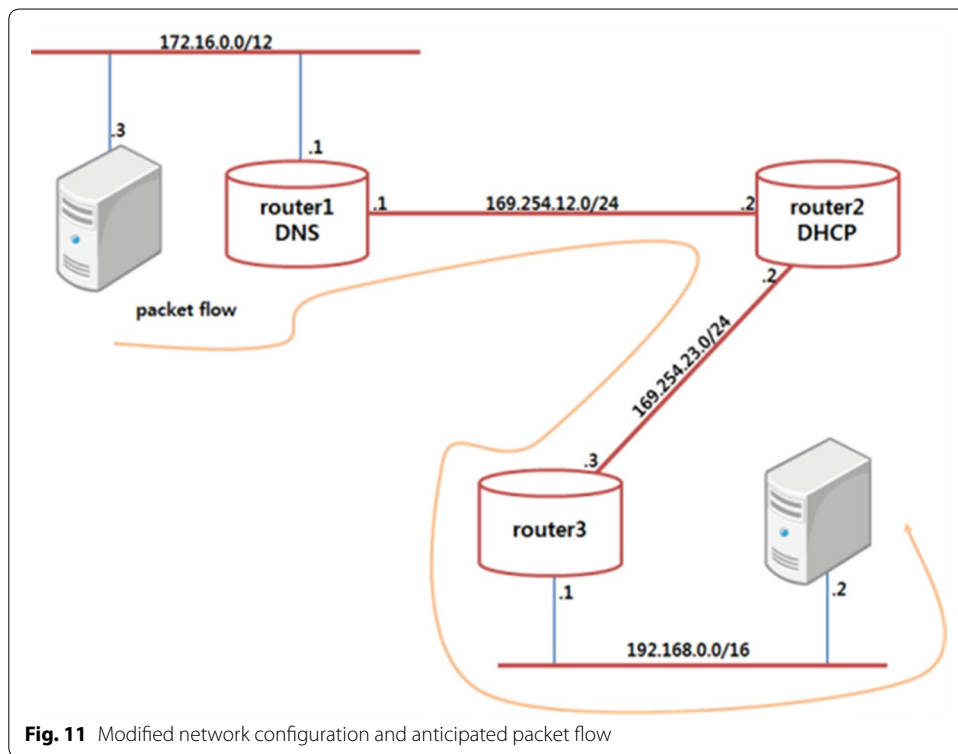 172.16.0.0/12
.3
.1
router1
DNS
.1
169.254.12.0/24
.2
router2
DHCP
.2
packet flow
169.254.23.0/24
.3
router3
.1
.2
192.168.0.0/16
Fig. 11 Modified network configuration and anticipated packet flow